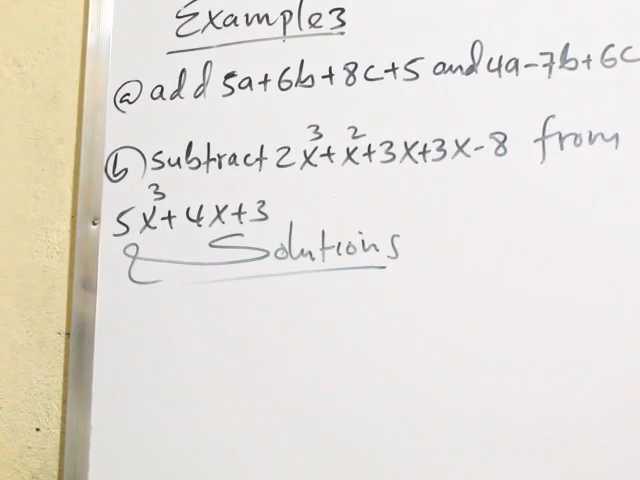 Example 3
(a) add 5a+6b+8c+5 and 4a-7b+6c
(b) subtract 2x³+x²+3x+3x-8 from
5x³+4x+3
Solutions